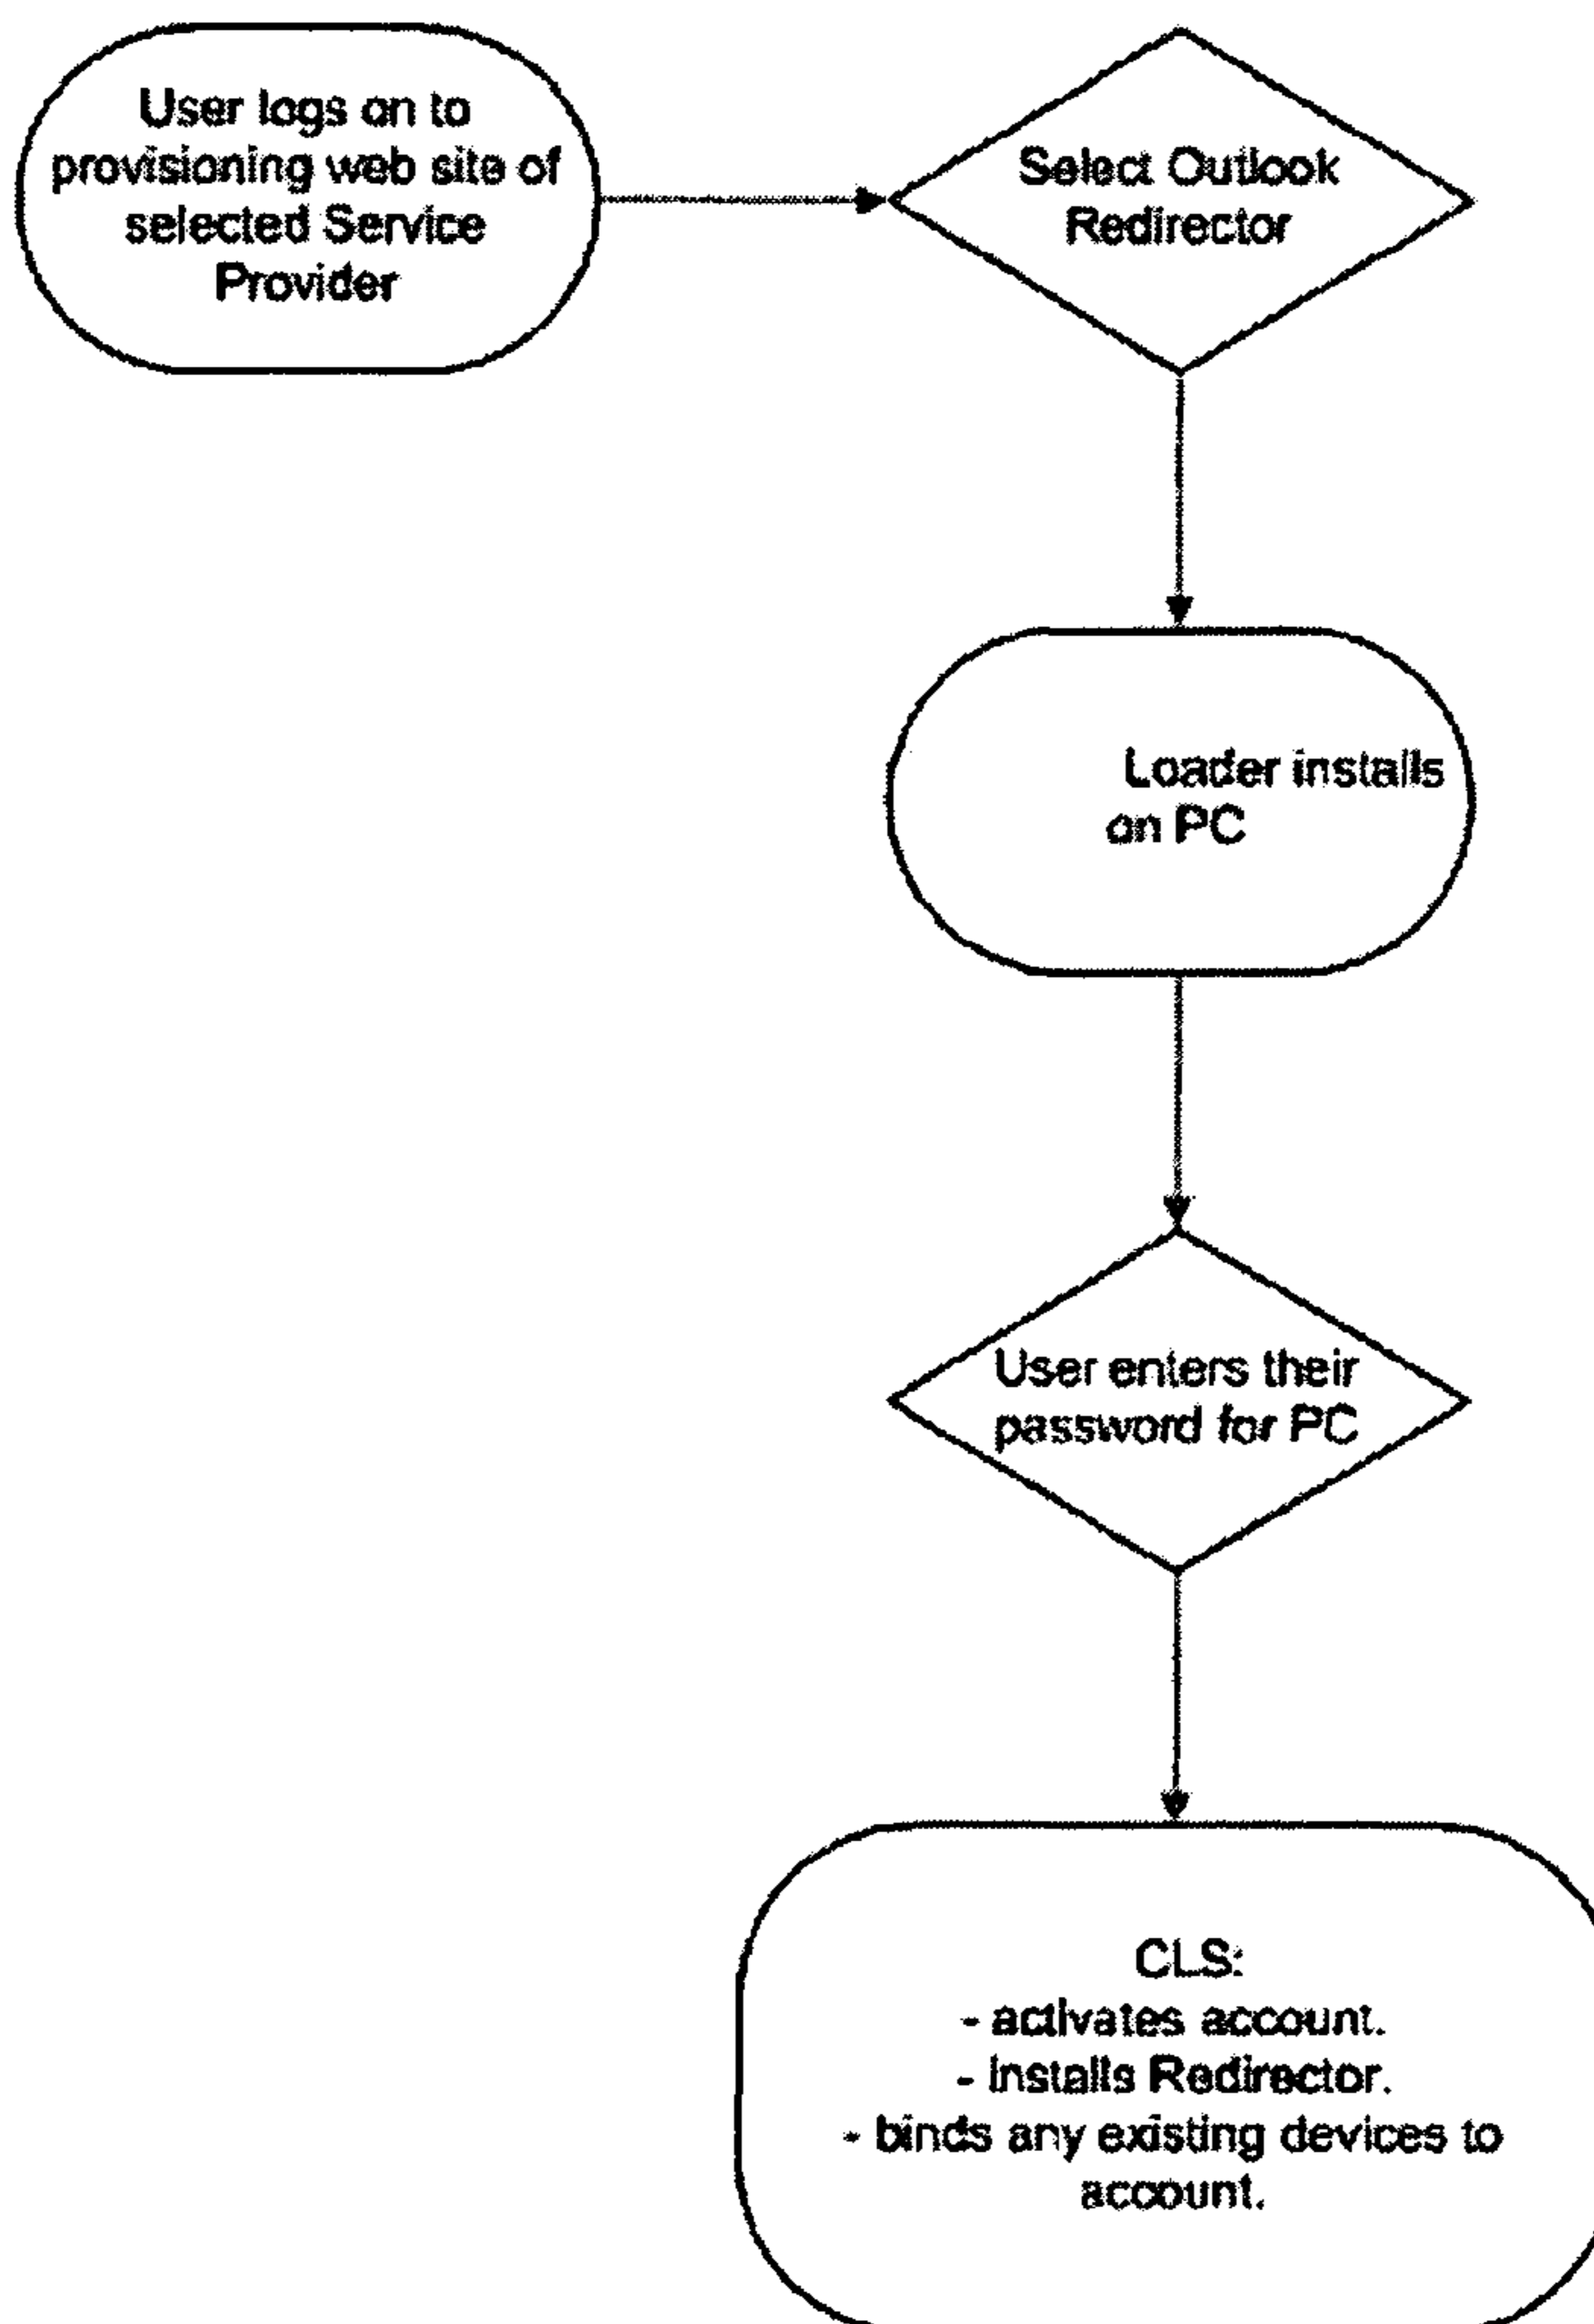 User logs on to
provisioning web site of
selected Service
Provider
Select Outlook
Redirector
Loader installs
on PC
User enters their
password for PC
CLS:
- activates account.
- Installs Redirector.
- binds any existing devices to
account.